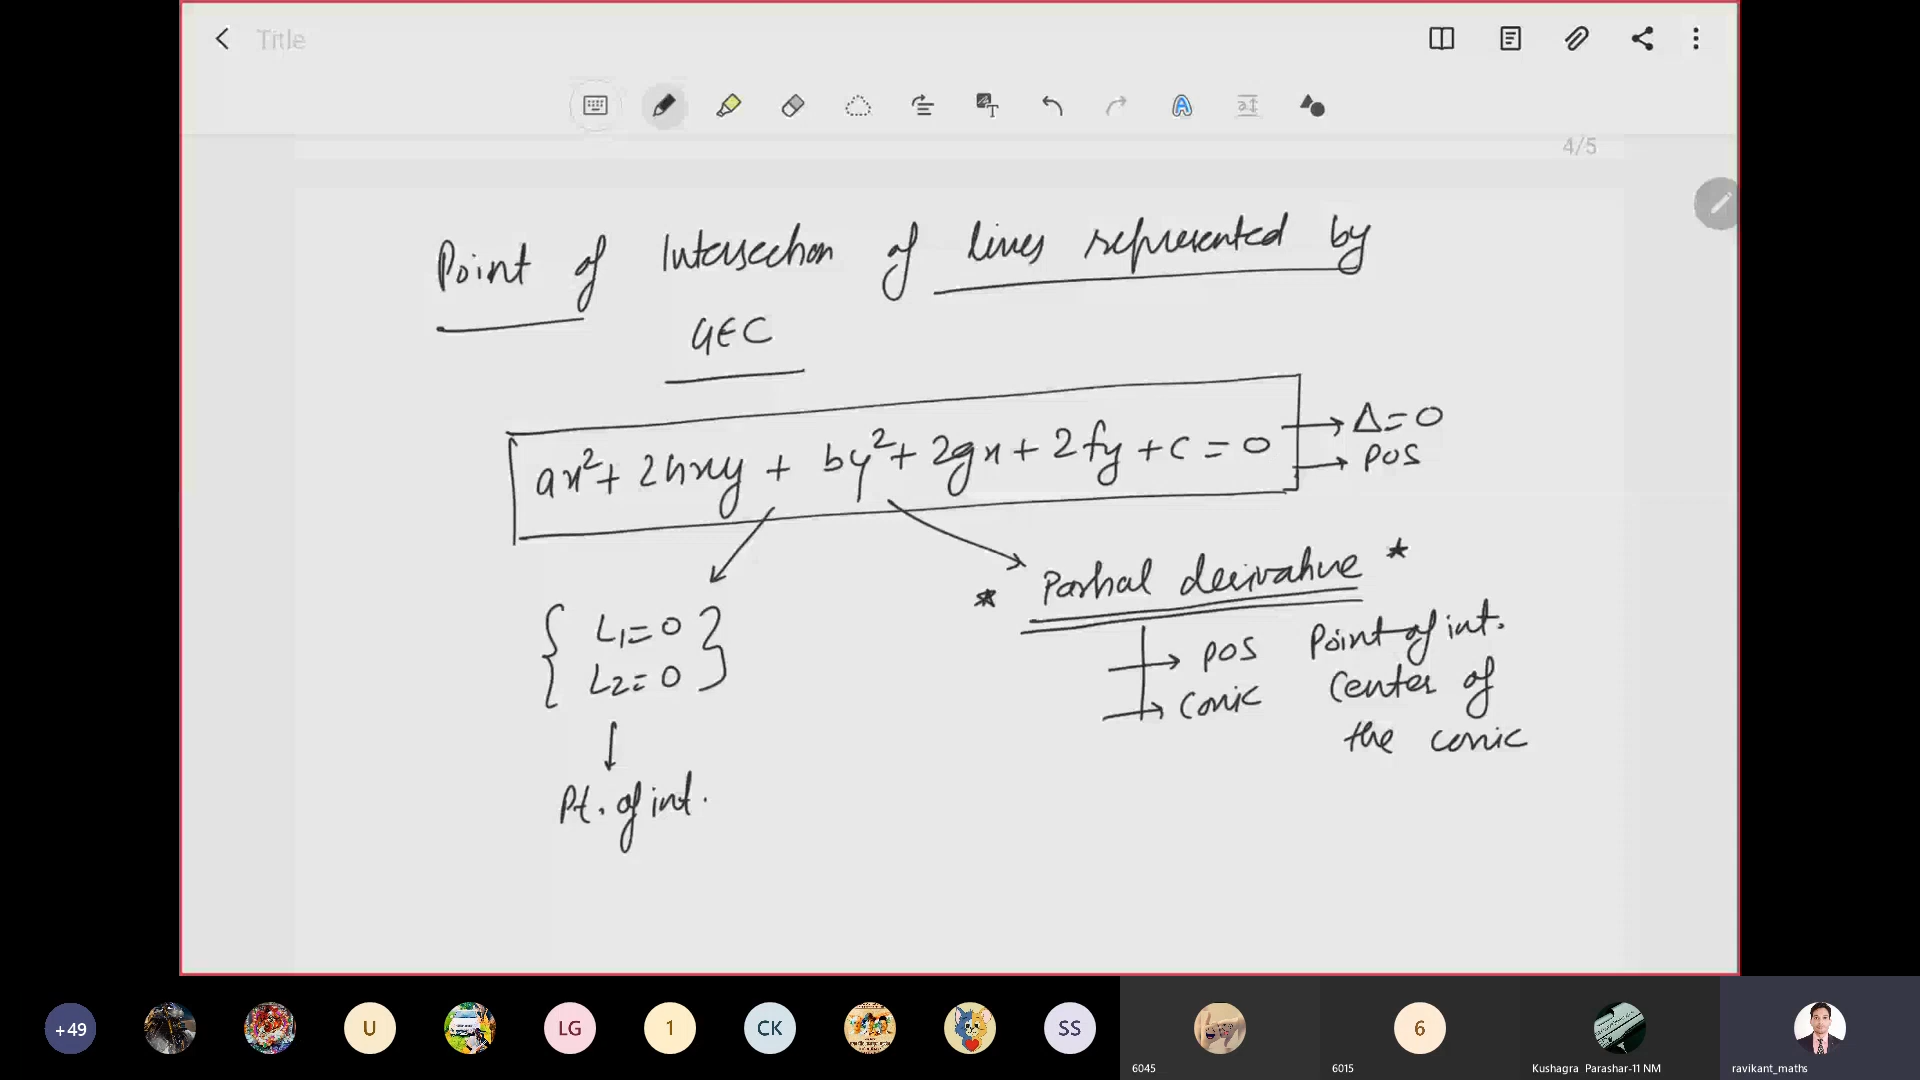 Title
4/5
Point of Intersection of lines represented by
GEC
ax²+ 2hxy + by²+ 2gx + 2fy + c = 0
→ Δ = 0
→ POS
* Partial derivative *
{ L₁=0
L₂=0 }
↓
Pt. of int.
→ POS Point of int.
→ Conic Center of
the conic
+49
U
LG
1
CK
SS
6045
6
6015
Kushagra Parashar-11 NM
ravikant_maths